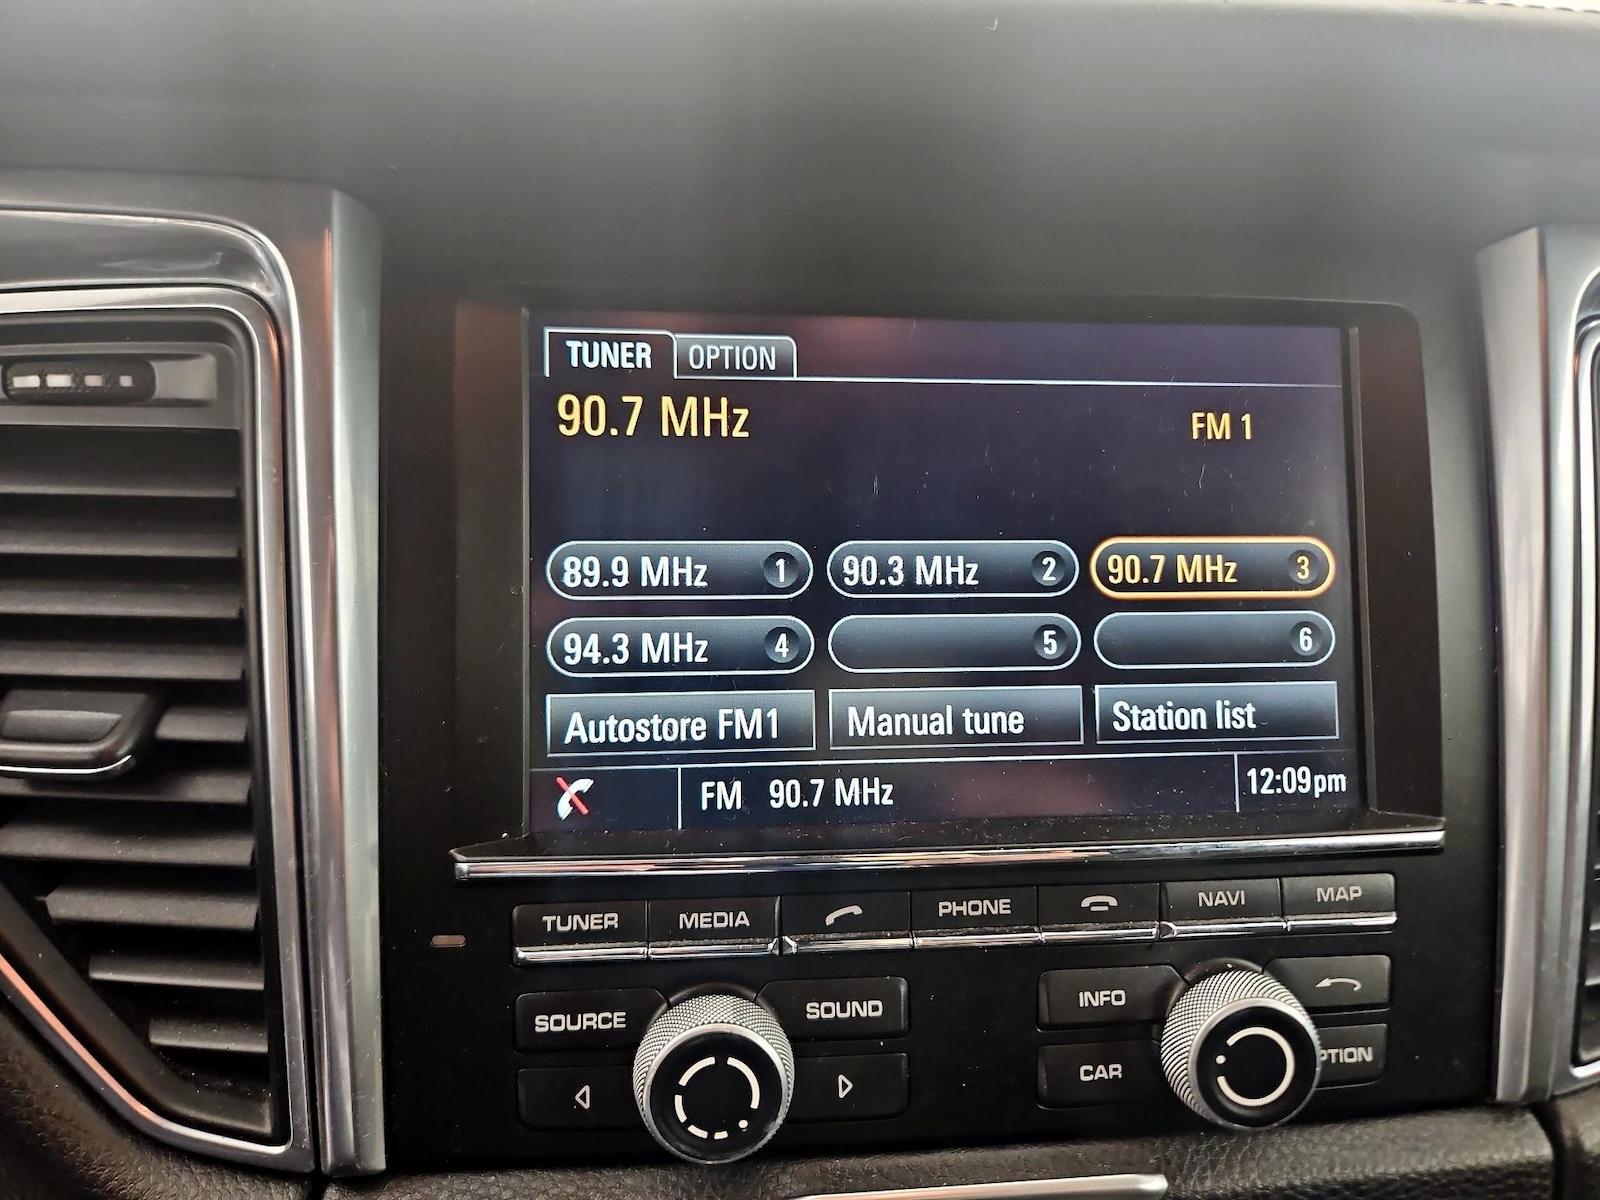 TUNER OPTION
90.7 MHz FM 1
89.9 MHz 1 90.3 MHz 2 90.7 MHz 3
94.3 MHz 4 5 6
Autostore FM1 Manual tune Station list
FM 90.7 MHz 12:09pm
TUNER MEDIA PHONE NAVI MAP
SOURCE SOUND INFO
CAR PTION